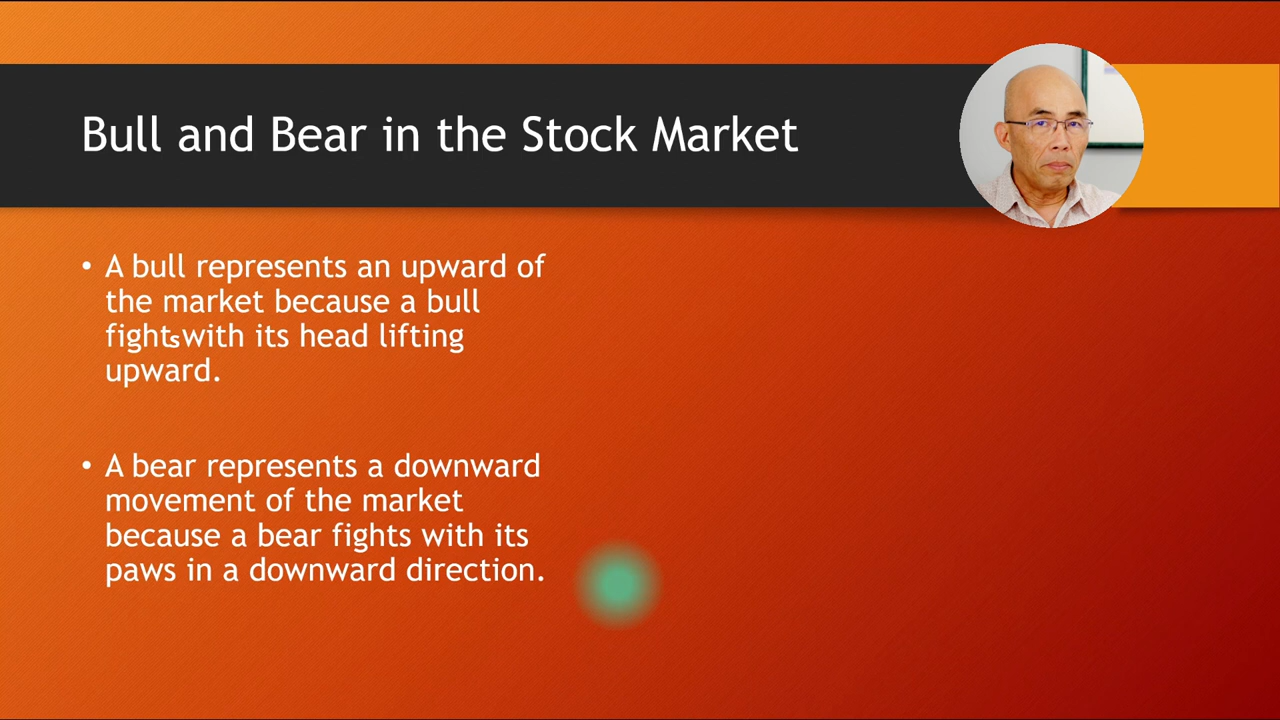 Bull and Bear in the Stock Market
• A bull represents an upward of
the market because a bull
fights with its head lifting
upward.
• A bear represents a downward
movement of the market
because a bear fights with its
paws in a downward direction.